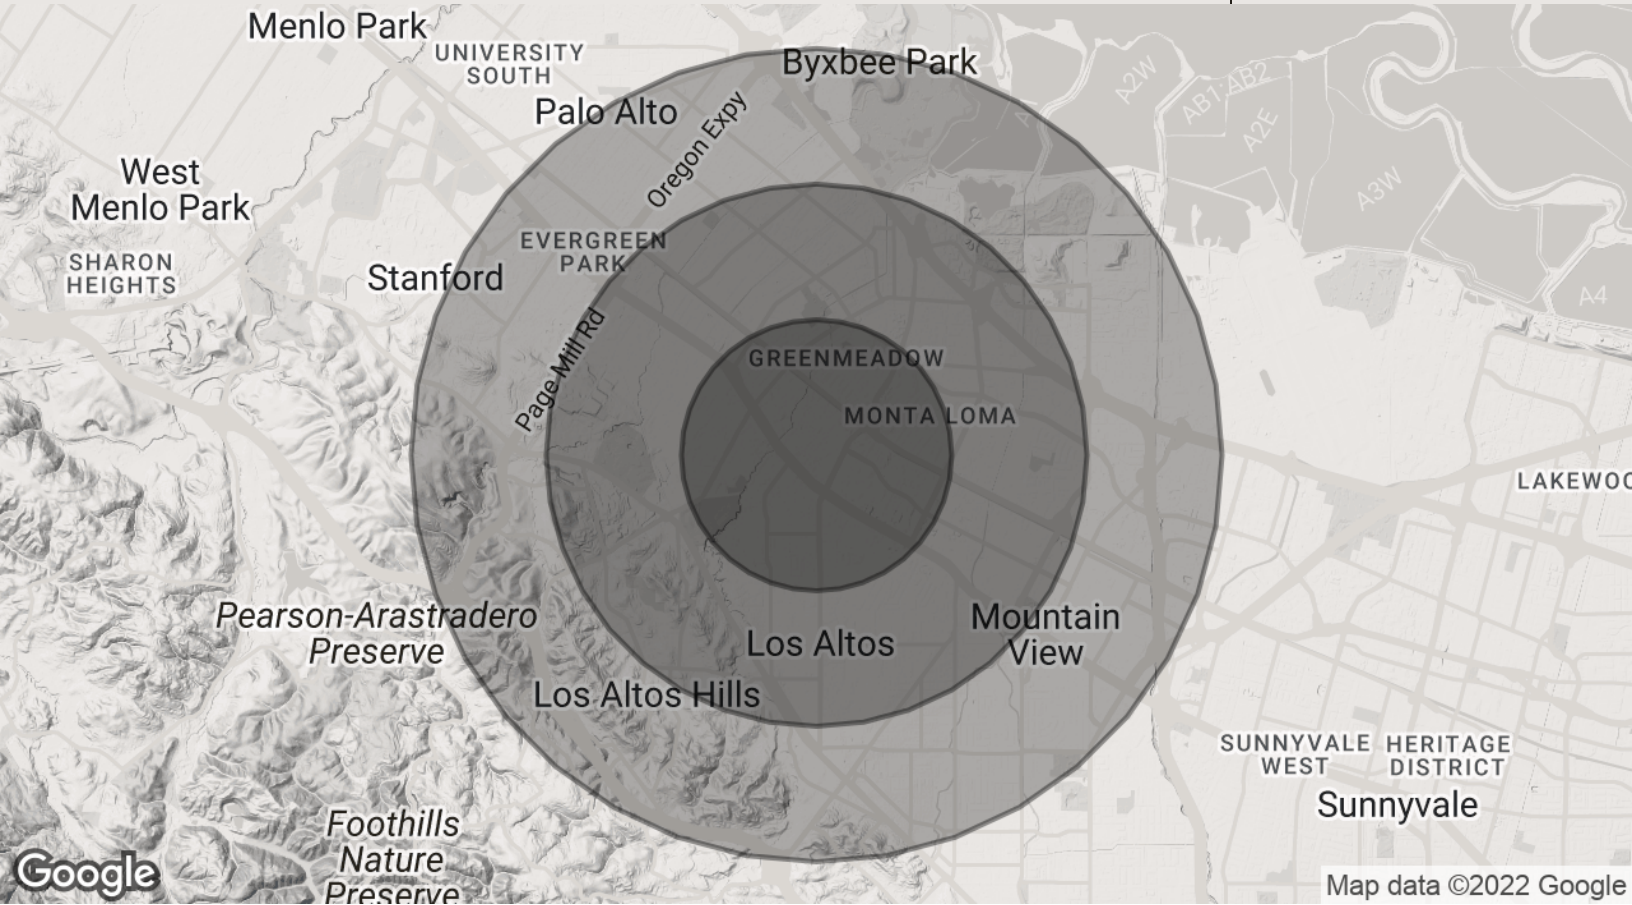 Menlo Park
UNIVERSITY
SOUTH
Byxbee Park
Palo Alto
Oregon Expy
A2W
AB1-AB2
A2E
West
Menlo Park
A3W
SHARON
HEIGHTS
Stanford
EVERGREEN
PARK
A4
Page Mill Rd
GREENMEADOW
MONTA LOMA
LAKEWOO
Pearson-Arastradero
Preserve
Los Altos
Mountain
View
Los Altos Hills
SUNNYVALE
WEST
HERITAGE
DISTRICT
Sunnyvale
Foothills
Nature
Preserve
Google
Map data ©2022 Google